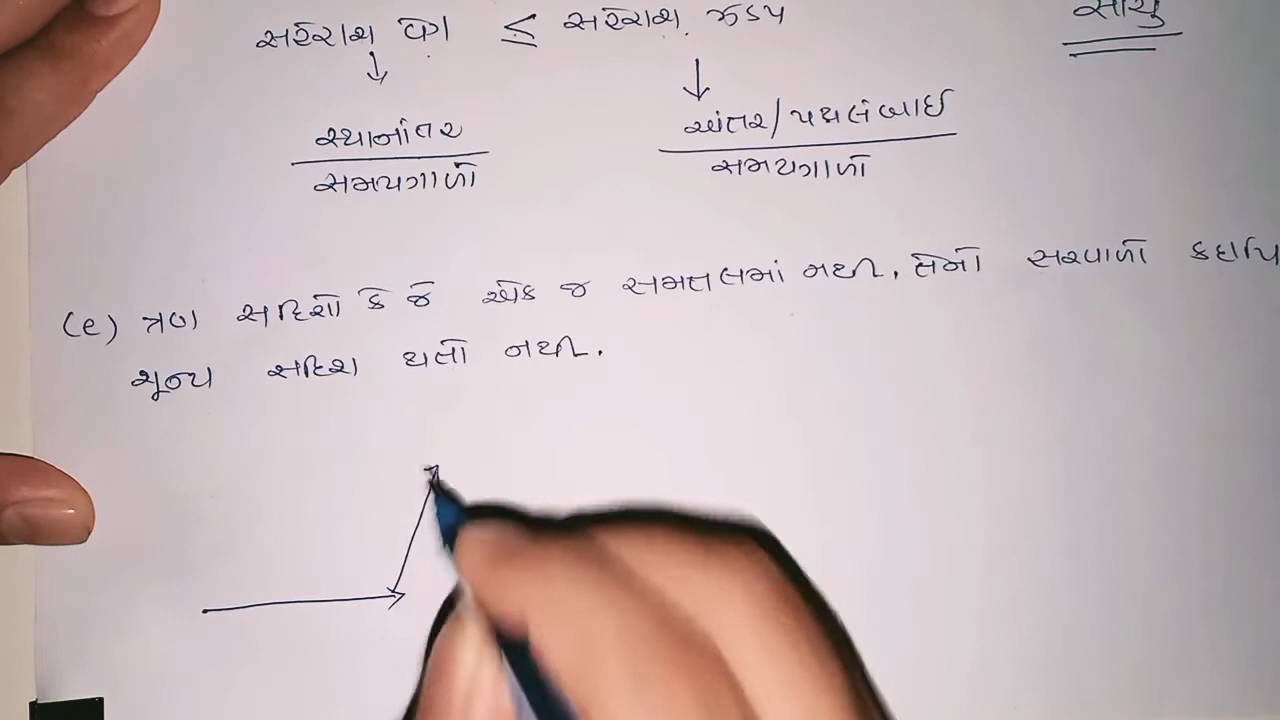 સરેરાશ વેગ ≤ સરેરાશ ઝડપ
સાચુ
↓ ↓
સ્થાનાંતર અંતર/પથલંબાઈ
સમયગાળો સમયગાળો
(e) ત્રણ સદિશો કે જે એક જ સમતલમાં નથી, તેનો સરવાળો કદાપિ
શૂન્ય સદિશ થતો નથી.